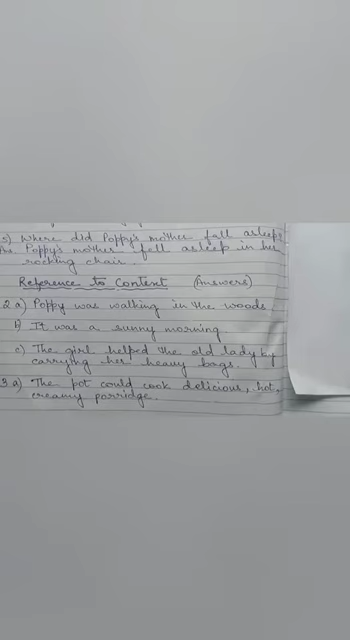 5) Where did Poppy's mother fall asleep?
Ans Poppy's mother fell asleep in her
rocking chair.
Reference to Context (Answers)
2 a) Poppy was walking in the woods.
b) It was a sunny morning.
c) The girl helped the old lady by
carrying her heavy bags.
3. a) The pot could cook delicious, hot,
creamy porridge.